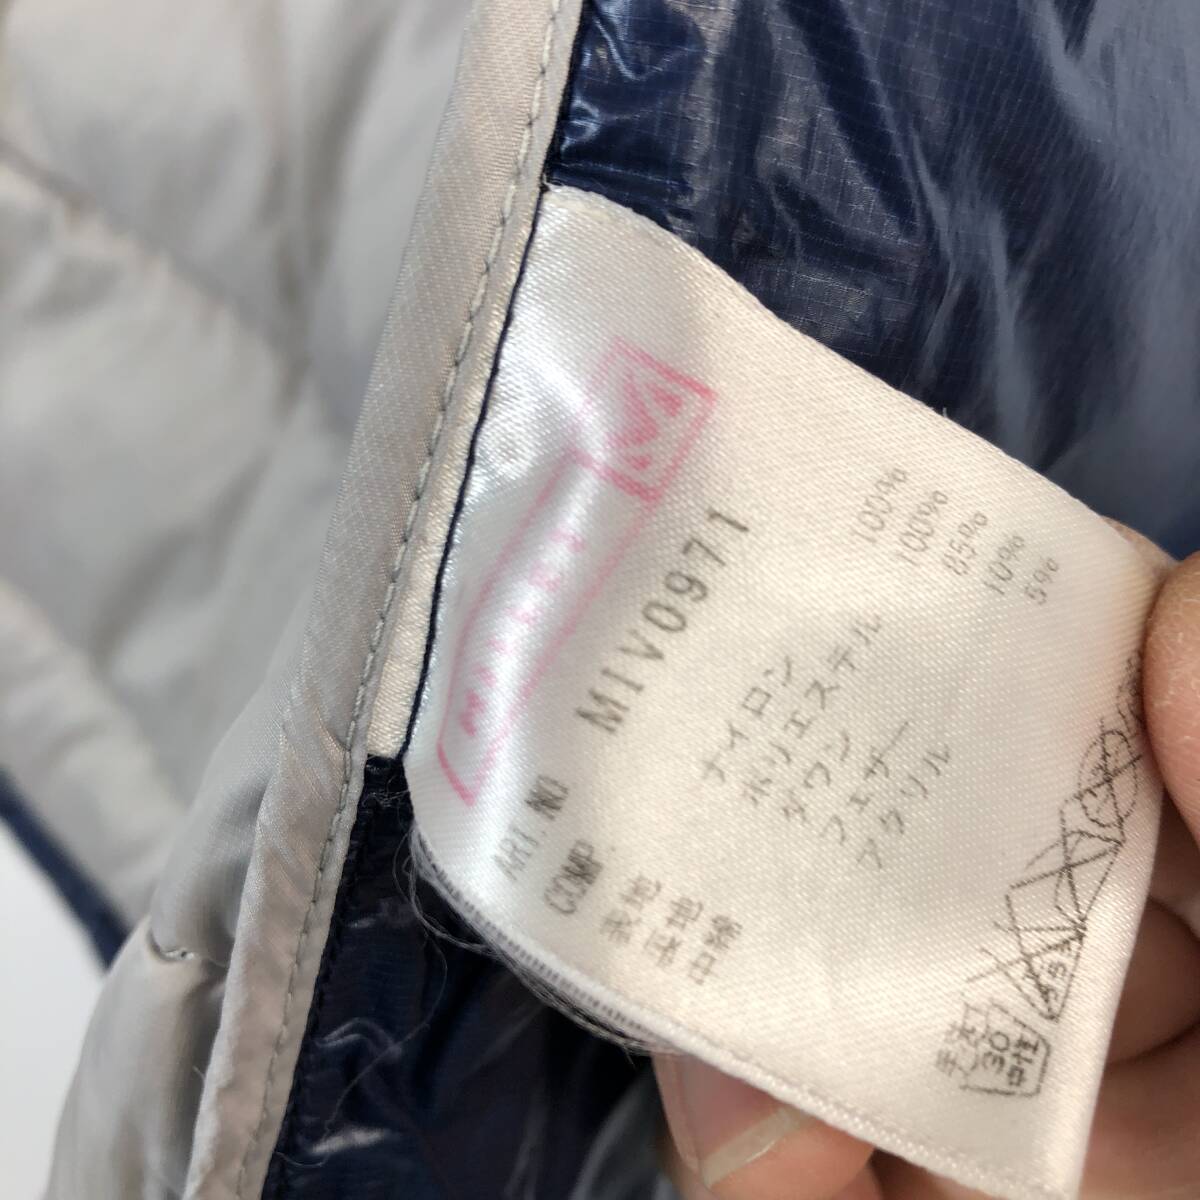 MILLET
ART.NO MIV0971
COMP
表地 ナイロン 100%
ポリエステル 100%
中綿 ダウン 85%
フェザー 10%
アクリル 5%
手洗イ
30
中性